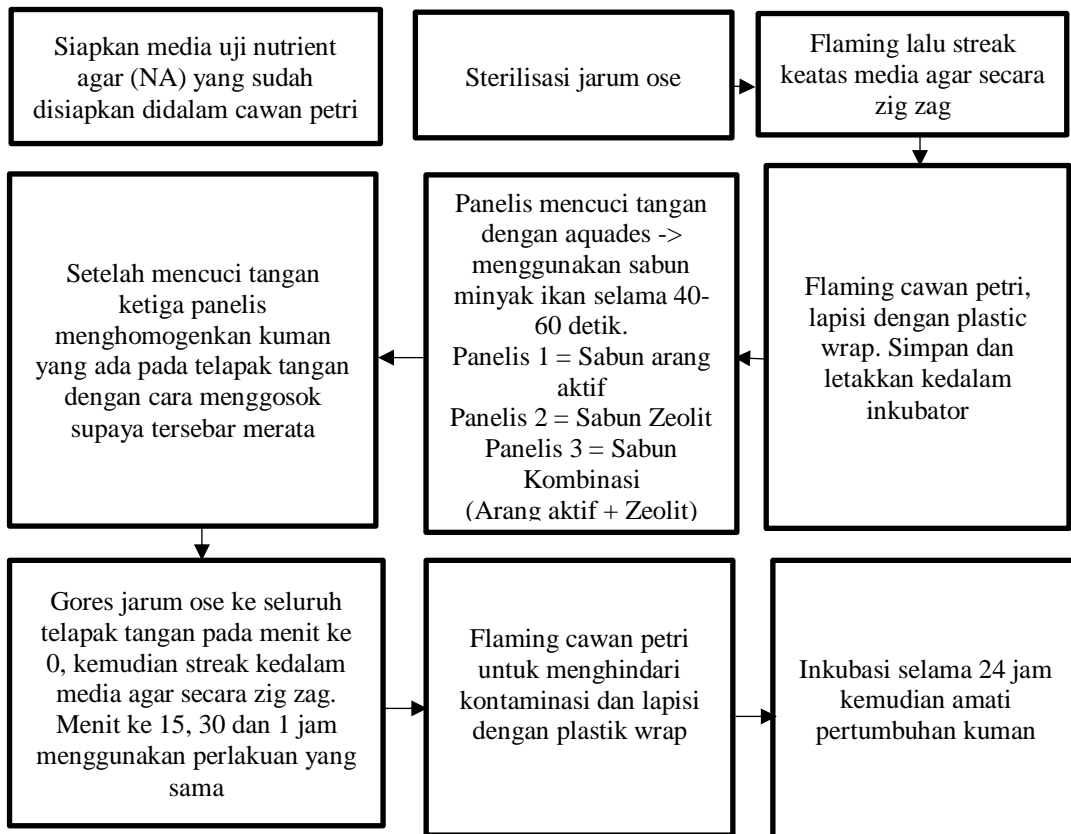 Siapkan media uji nutrient
agar (NA) yang sudah
disiapkan didalam cawan petri
Sterilisasi jarum ose
Flaming lalu streak
keatas media agar secara
zig zag
Flaming cawan petri,
lapisi dengan plastic
wrap. Simpan dan
letakkan kedalam
inkubator
Panelis mencuci tangan
dengan aquades ->
menggunakan sabun
minyak ikan selama 40-
60 detik.
Panelis 1 = Sabun arang
aktif
Panelis 2 = Sabun Zeolit
Panelis 3 = Sabun
Kombinasi
(Arang aktif + Zeolit)
Setelah mencuci tangan
ketiga panelis
menghomogenkan kuman
yang ada pada telapak tangan
dengan cara menggosok
supaya tersebar merata
Gores jarum ose ke seluruh
telapak tangan pada menit ke
0, kemudian streak kedalam
media agar secara zig zag.
Menit ke 15, 30 dan 1 jam
menggunakan perlakuan yang
sama
Flaming cawan petri
untuk menghindari
kontaminasi dan lapisi
dengan plastik wrap
Inkubasi selama 24 jam
kemudian amati
pertumbuhan kuman